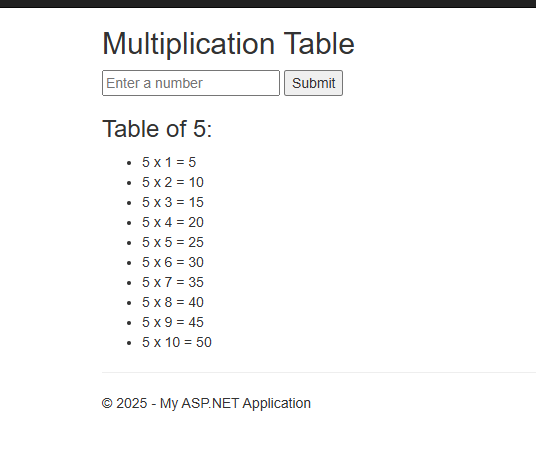 Multiplication Table
Enter a number Submit
Table of 5:
5 x 1 = 5
5 x 2 = 10
5 x 3 = 15
5 x 4 = 20
5 x 5 = 25
5 x 6 = 30
5 x 7 = 35
5 x 8 = 40
5 x 9 = 45
5 x 10 = 50
© 2025 - My ASP.NET Application